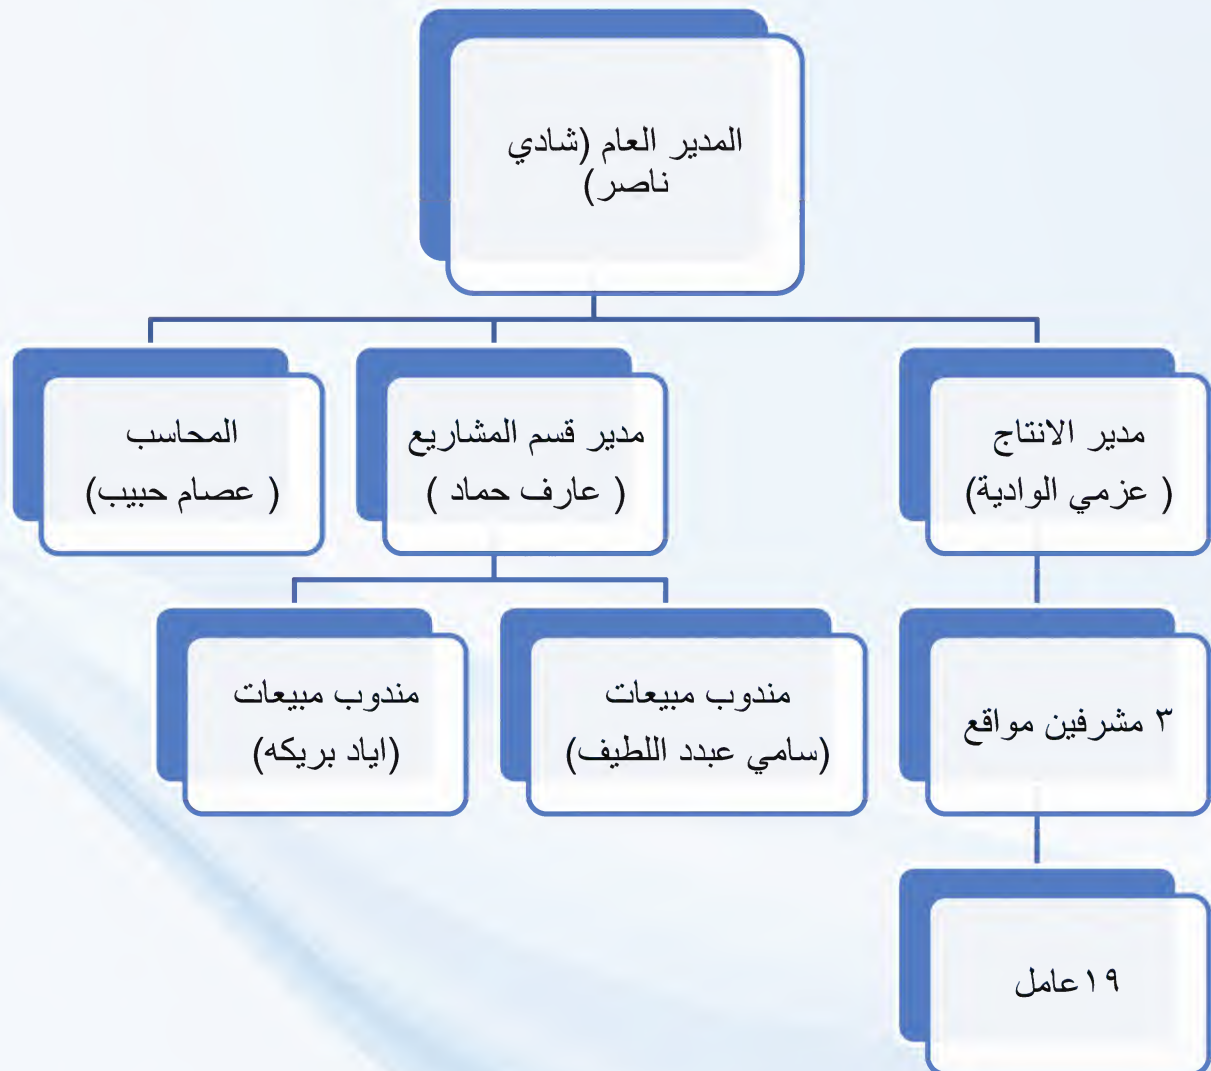 المدير العام (شادي
ناصر)
مدير الانتاج
( عزمي الوادية)
مدير قسم المشاريع
( عارف حماد )
المحاسب
( عصام حبيب)
٣ مشرفين مواقع
مندوب مبيعات
(سامي عبدد اللطيف)
مندوب مبيعات
(اياد بريكه)
١٩عامل